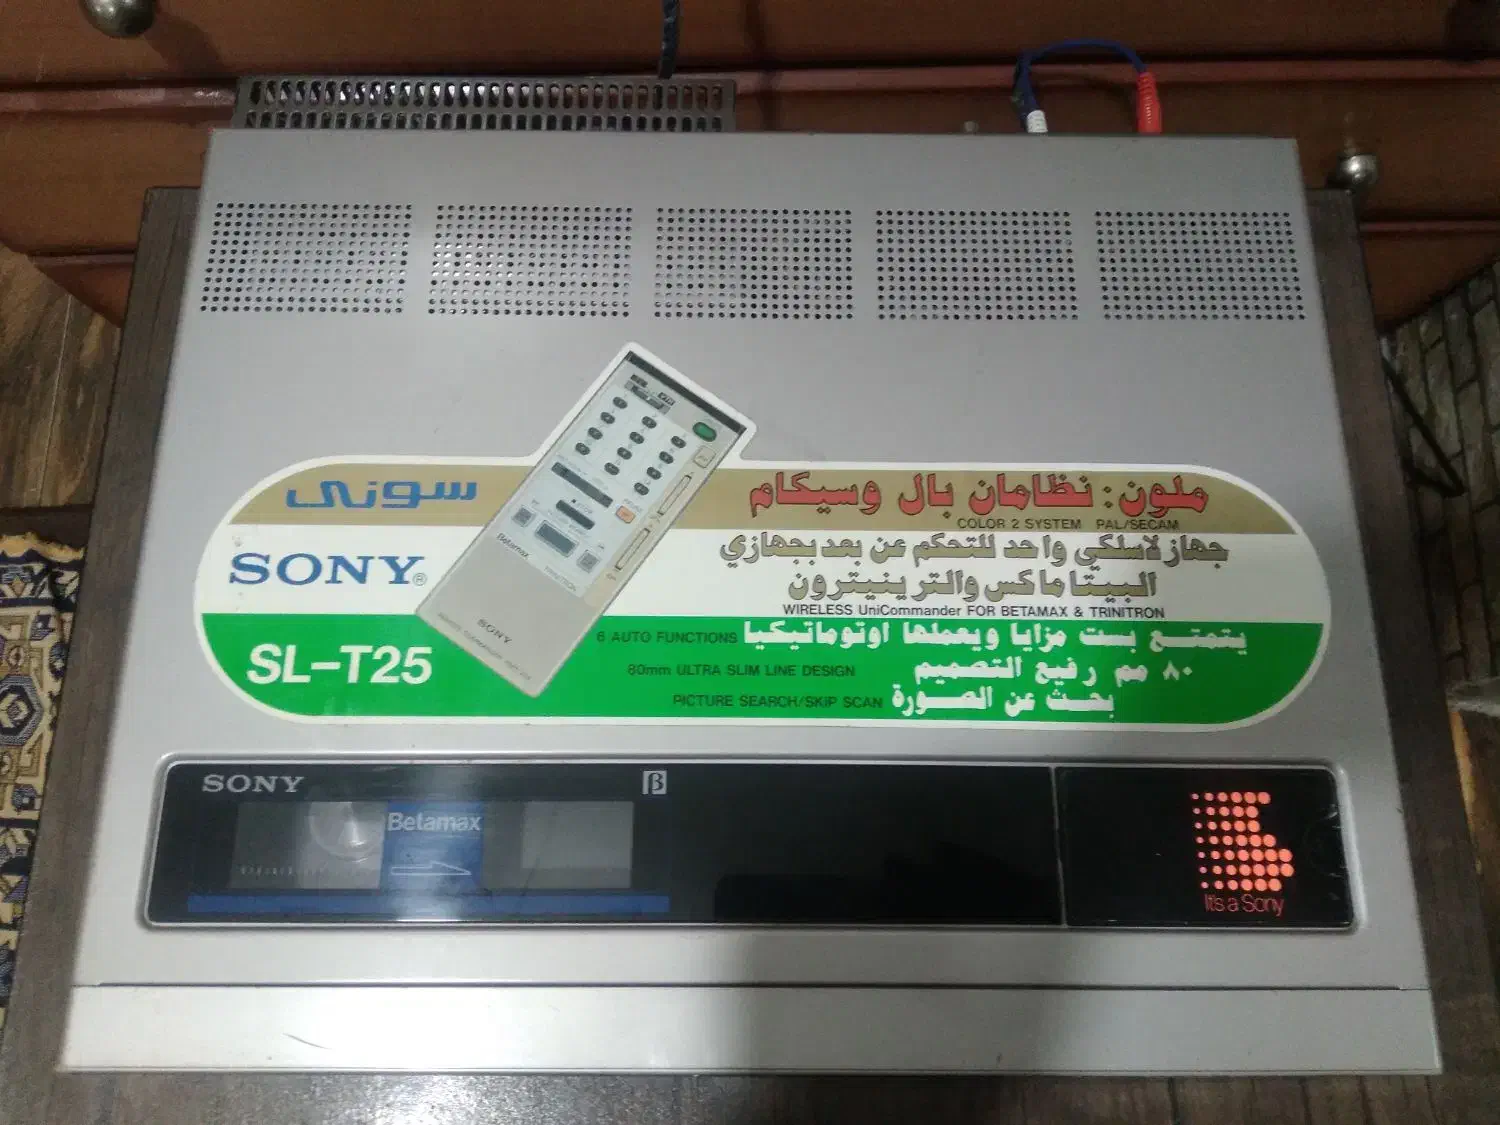 سوني
ملون: نظامان بال وسيكام
COLOR 2 SYSTEM PAL/SECAM
SONY®
جهاز لاسلكي واحد للتحكم عن بعد بجهازي
البيتاماكس والترينيترون
WIRELESS UniCommander FOR BETAMAX & TRINITRON
SL-T25
6 AUTO FUNCTIONS يتمتع بست مزايا ويعملها اوتوماتيكيا
80mm ULTRA SLIM LINE DESIGN ٨٠ مم رفيع التصميم
PICTURE SEARCH/SKIP SCAN بحث عن الصورة
Betamax
TRINITRON
SONY
SONY
β
Betamax
It's a Sony